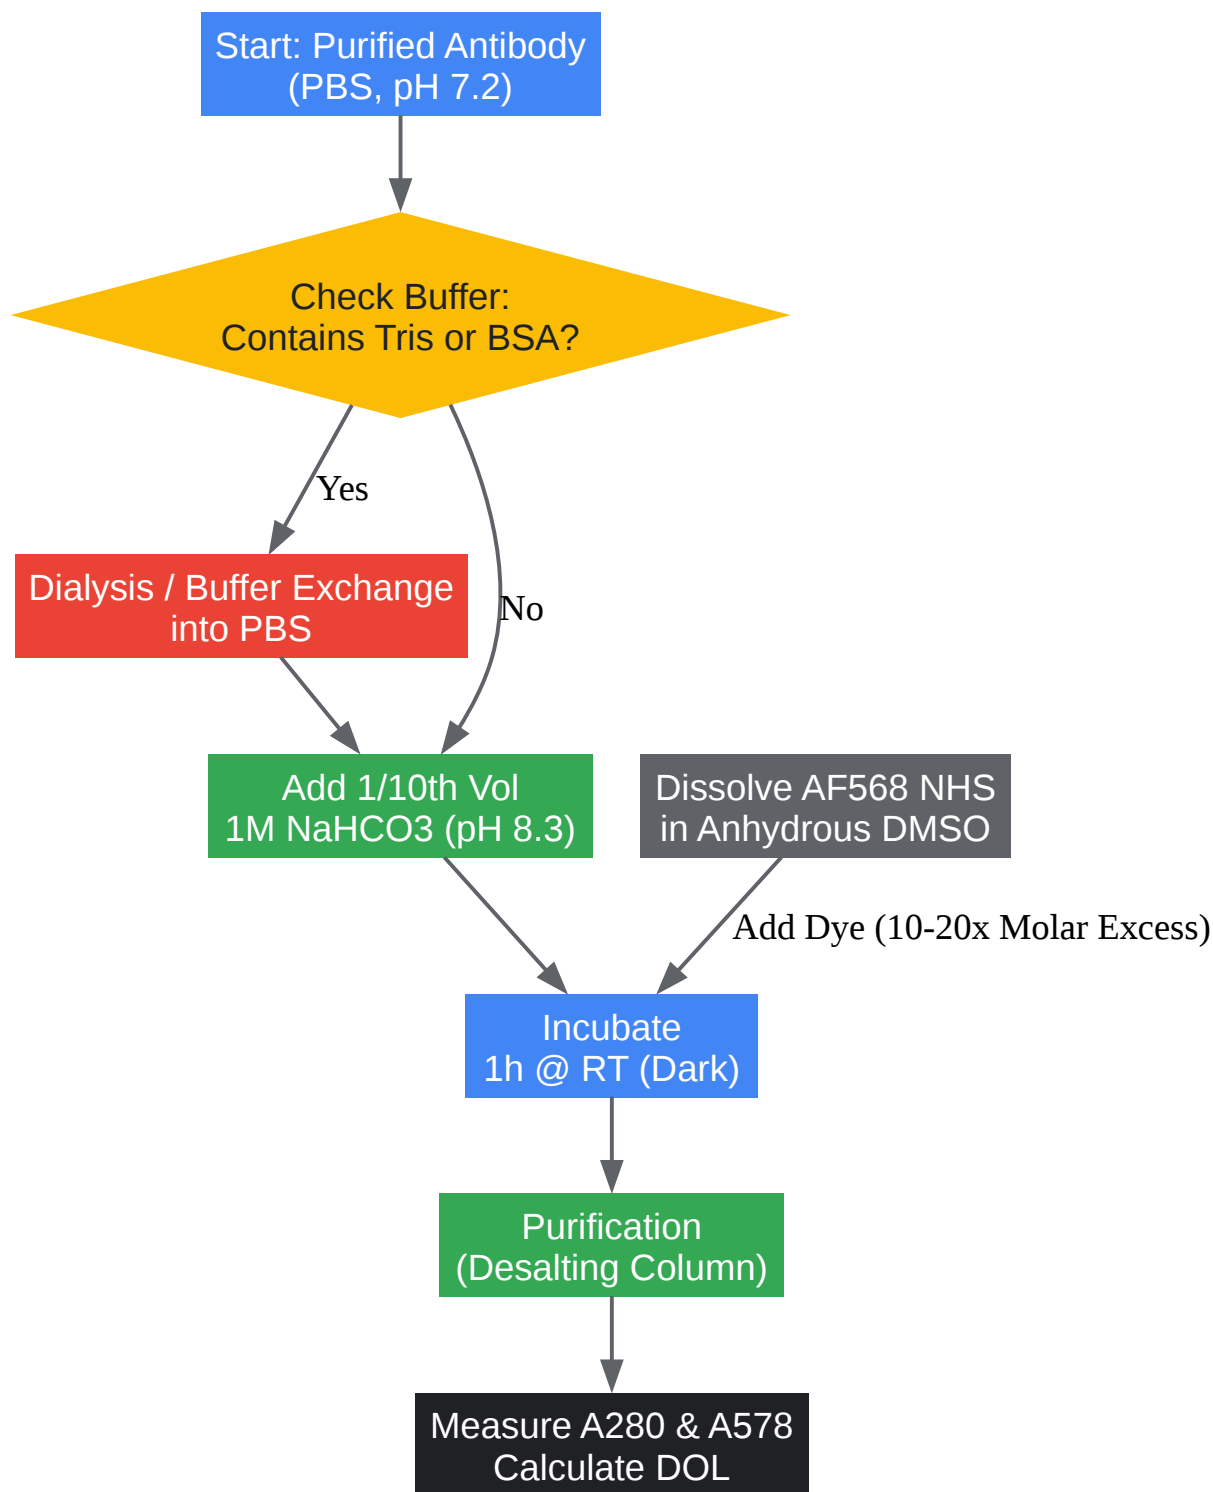 Start: Purified Antibody
(PBS, pH 7.2)
Check Buffer:
Contains Tris or BSA?
Yes
No
Dialysis / Buffer Exchange
into PBS
Add 1/10th Vol
1M NaHCO3 (pH 8.3)
Dissolve AF568 NHS
in Anhydrous DMSO
Add Dye (10-20x Molar Excess)
Incubate
1h @ RT (Dark)
Purification
(Desalting Column)
Measure A280 & A578
Calculate DOL